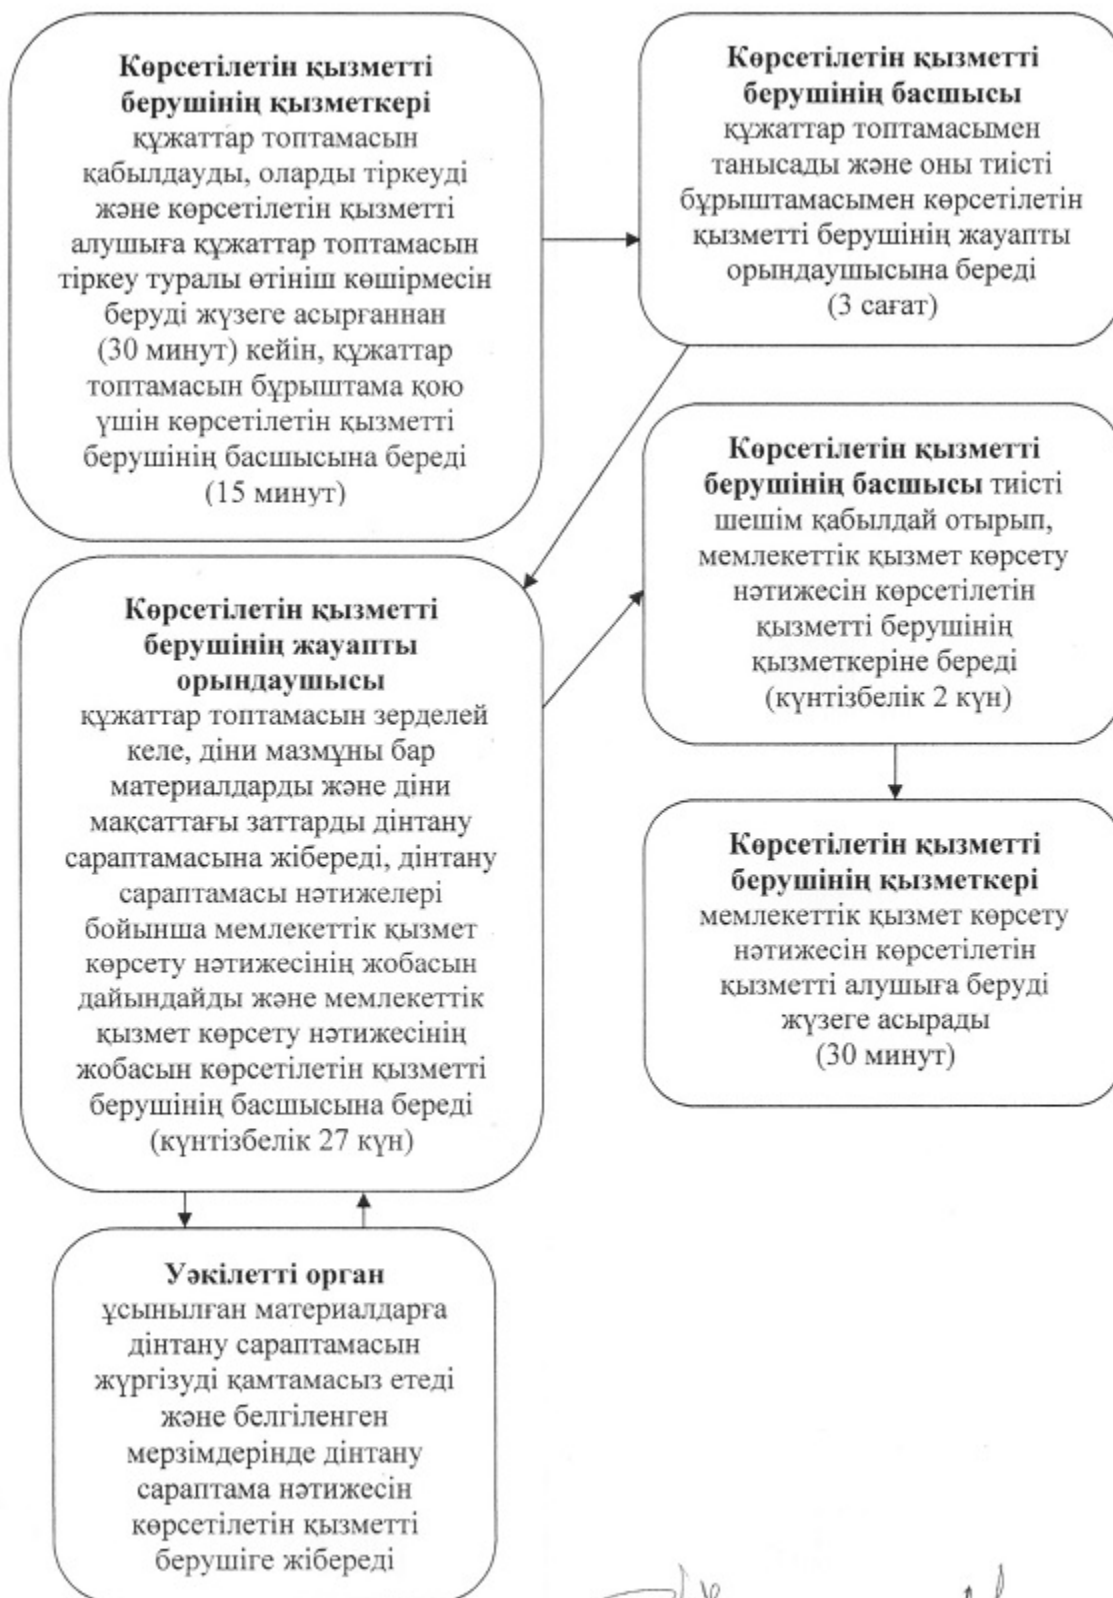 Көрсетілетін қызметті
берушінің қызметкері
құжаттар топтамасын
қабылдауды, оларды тіркеуді
және көрсетілетін қызметті
алушыға құжаттар топтамасын
тіркеу туралы өтініш көшірмесін
беруді жүзеге асырғаннан
(30 минут) кейін, құжаттар
топтамасын бұрыштама қою
үшін көрсетілетін қызметті
берушінің басшысына береді
(15 минут)
Көрсетілетін қызметті
берушінің басшысы
құжаттар топтамасымен
танысады және оны тиісті
бұрыштамасымен көрсетілетін
қызметті берушінің жауапты
орындаушысына береді
(3 сағат)
Көрсетілетін қызметті
берушінің жауапты
орындаушысы
құжаттар топтамасын зерделей
келе, діни мазмұны бар
материалдарды және діни
мақсаттағы заттарды дінтану
сараптамасына жібереді, дінтану
сараптамасы нәтижелері
бойынша мемлекеттік қызмет
көрсету нәтижесінің жобасын
дайындайды және мемлекеттік
қызмет көрсету нәтижесінің
жобасын көрсетілетін қызметті
берушінің басшысына береді
(күнтізбелік 27 күн)
Уәкілетті орган
ұсынылған материалдарға
дінтану сараптамасын
жүргізуді қамтамасыз етеді
және белгіленген
мерзімдерінде дінтану
сараптама нәтижесін
көрсетілетін қызметті
берушіге жібереді
Көрсетілетін қызметті
берушінің басшысы тиісті
шешім қабылдай отырып,
мемлекеттік қызмет көрсету
нәтижесін көрсетілетін
қызметті берушінің
қызметкеріне береді
(күнтізбелік 2 күн)
Көрсетілетін қызметті
берушінің қызметкері
мемлекеттік қызмет көрсету
нәтижесін көрсетілетін
қызметті алушыға беруді
жүзеге асырады
(30 минут)